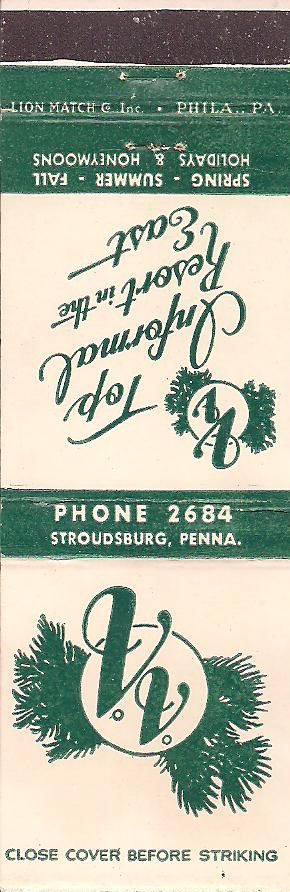 LION MATCH Co Inc. • PHILA., PA.
SPRING - SUMMER - FALL
HOLIDAYS & HONEYMOONS
Top
Informal
Resort in the
East
V.V.
PHONE 2684
STROUDSBURG, PENNA.
V.V.
CLOSE COVER BEFORE STRIKING